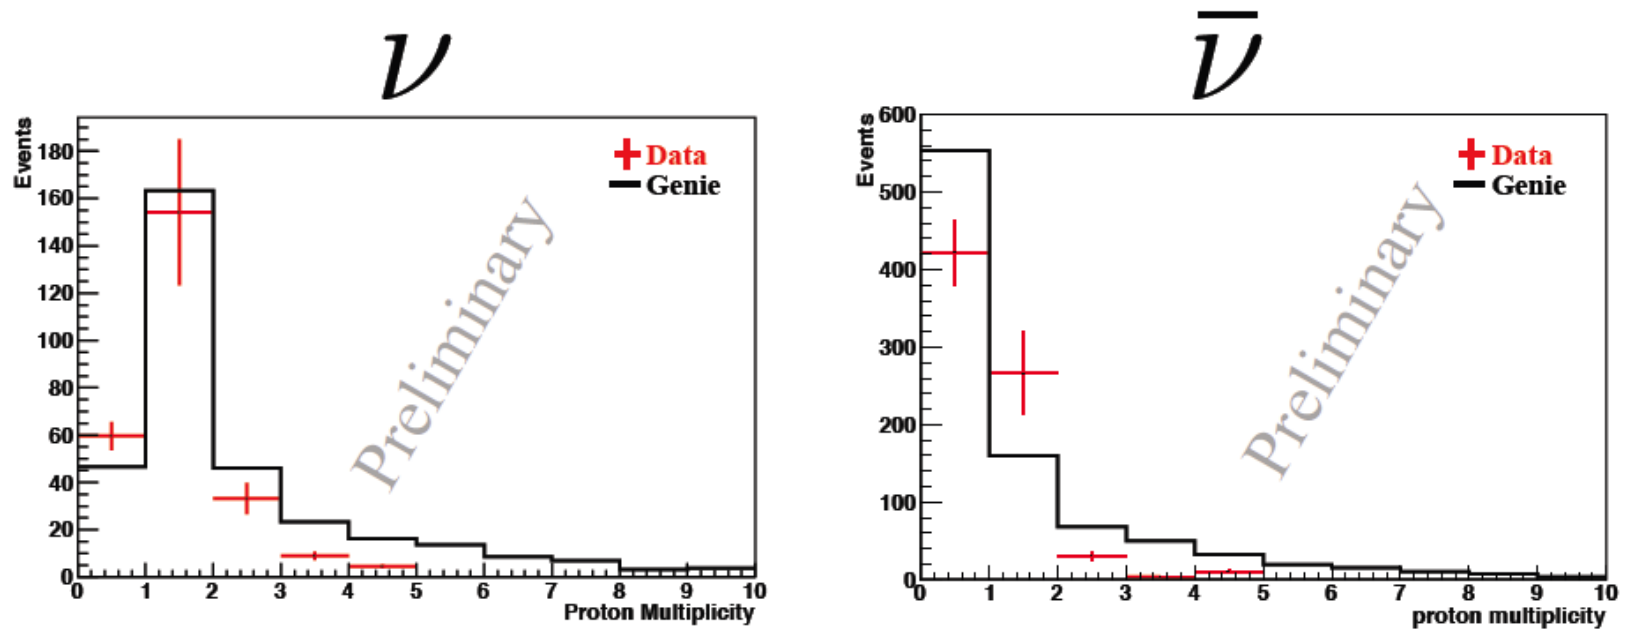 ν
Events
180
160
140
120
100
80
60
40
20
0
0 1 2 3 4 5 6 7 8 9 10
Proton Multiplicity
Data
Genie
Preliminary
ν̅
Events
600
500
400
300
200
100
0
0 1 2 3 4 5 6 7 8 9 10
proton multiplicity
Data
Genie
Preliminary